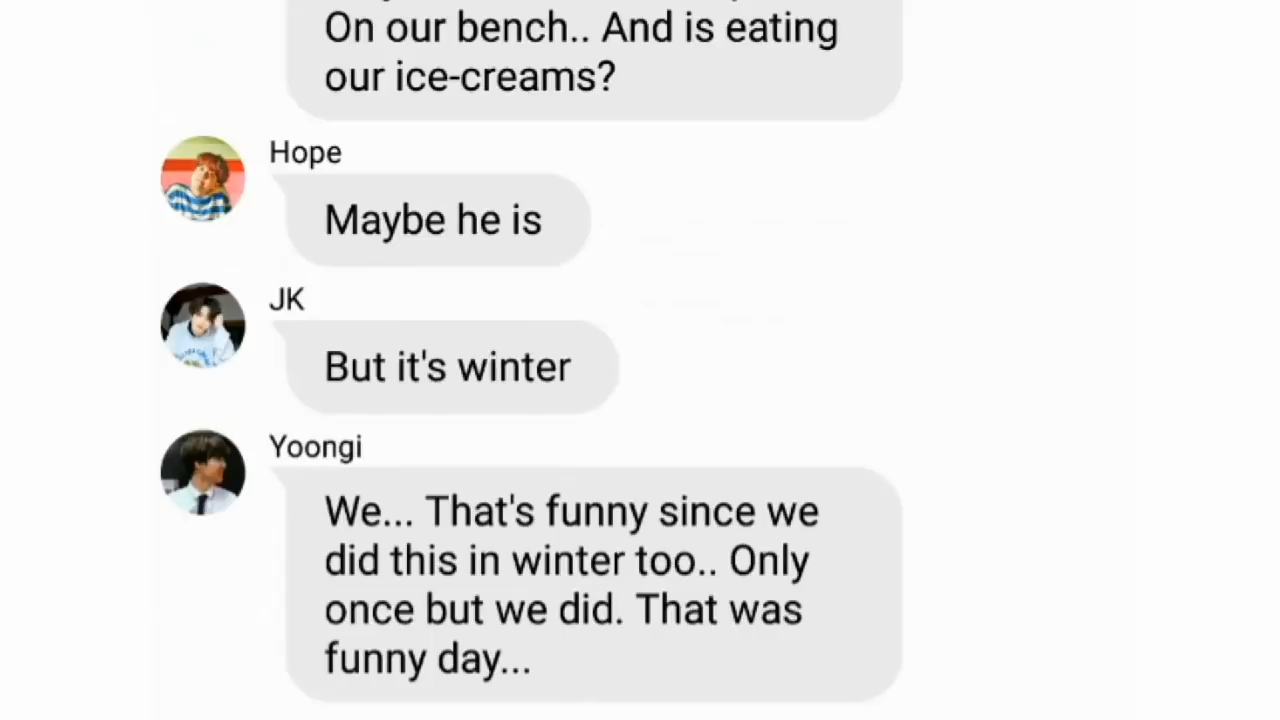 On our bench.. And is eating
our ice-creams?
Hope
Maybe he is
JK
But it's winter
Yoongi
We... That's funny since we
did this in winter too.. Only
once but we did. That was
funny day...